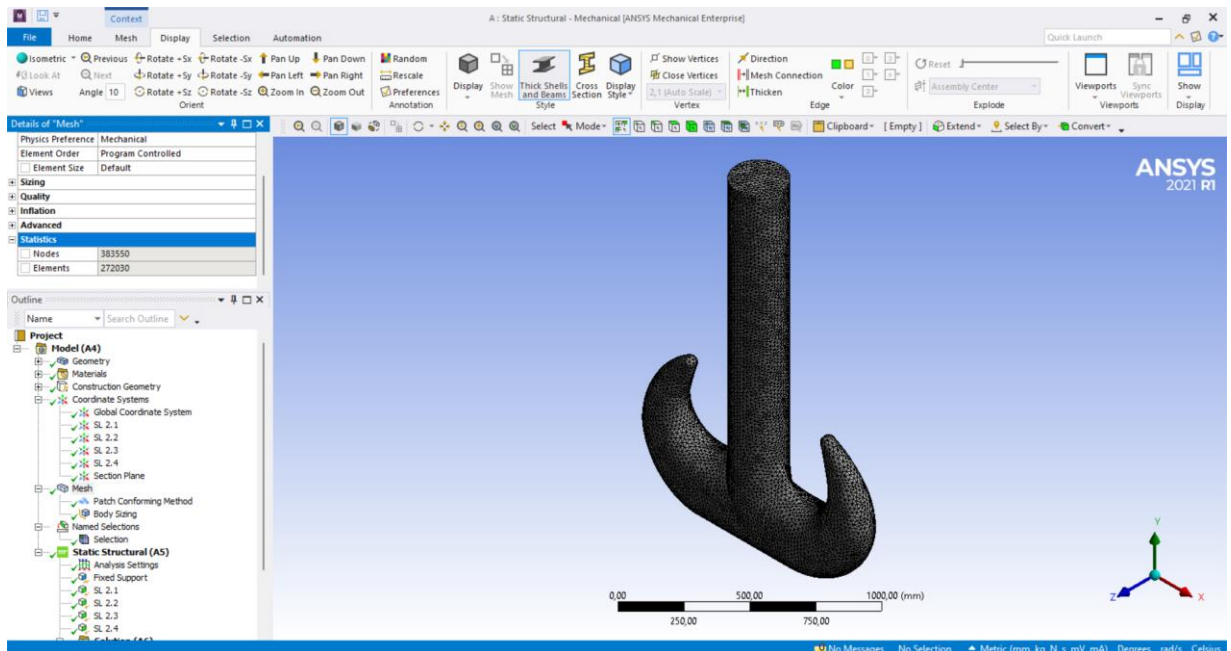 Context
A : Static Structural - Mechanical [ANSYS Mechanical Enterprise]
File Home Mesh Display Selection Automation
Quick Launch
Isometric Previous Rotate +Sx Rotate -Sx Pan Up Pan Down Random
Look At Next Rotate +Sy Rotate -Sy Pan Left Pan Right Rescale
Views Angle 10 Rotate +Sz Rotate -Sz Zoom In Zoom Out Preferences
Orient Annotation
Display Show Mesh Thick Shells and Beams Cross Section Display Style
Style
Show Vertices
Close Vertices
2,1 (Auto Scale)
Vertex
Direction
Mesh Connection
Thicken
Color
Edge
Reset
Assembly Center
Explode
Viewports Sync Viewports
Viewports
Show
Display
Details of "Mesh"
Select Mode Clipboard [ Empty ] Extend Select By Convert
Physics Preference Mechanical
Element Order Program Controlled
Element Size Default
Sizing
Quality
Inflation
Advanced
Statistics
Nodes 383550
Elements 272030
Outline
Name Search Outline
Project
Model (A4)
Geometry
Materials
Construction Geometry
Coordinate Systems
Global Coordinate System
SL 2.1
SL 2.2
SL 2.3
SL 2.4
Section Plane
Mesh
Patch Conforming Method
Body Sizing
Named Selections
Selection
Static Structural (A5)
Analysis Settings
Fixed Support
SL 2.1
SL 2.2
SL 2.3
SL 2.4
Solution (A6)
ANSYS
2021 R1
0,00 500,00 1000,00 (mm)
250,00 750,00
Y
Z X
No Messages No Selection Metric (mm, kg, N, s, mV, mA) Degrees rad/s Celsius